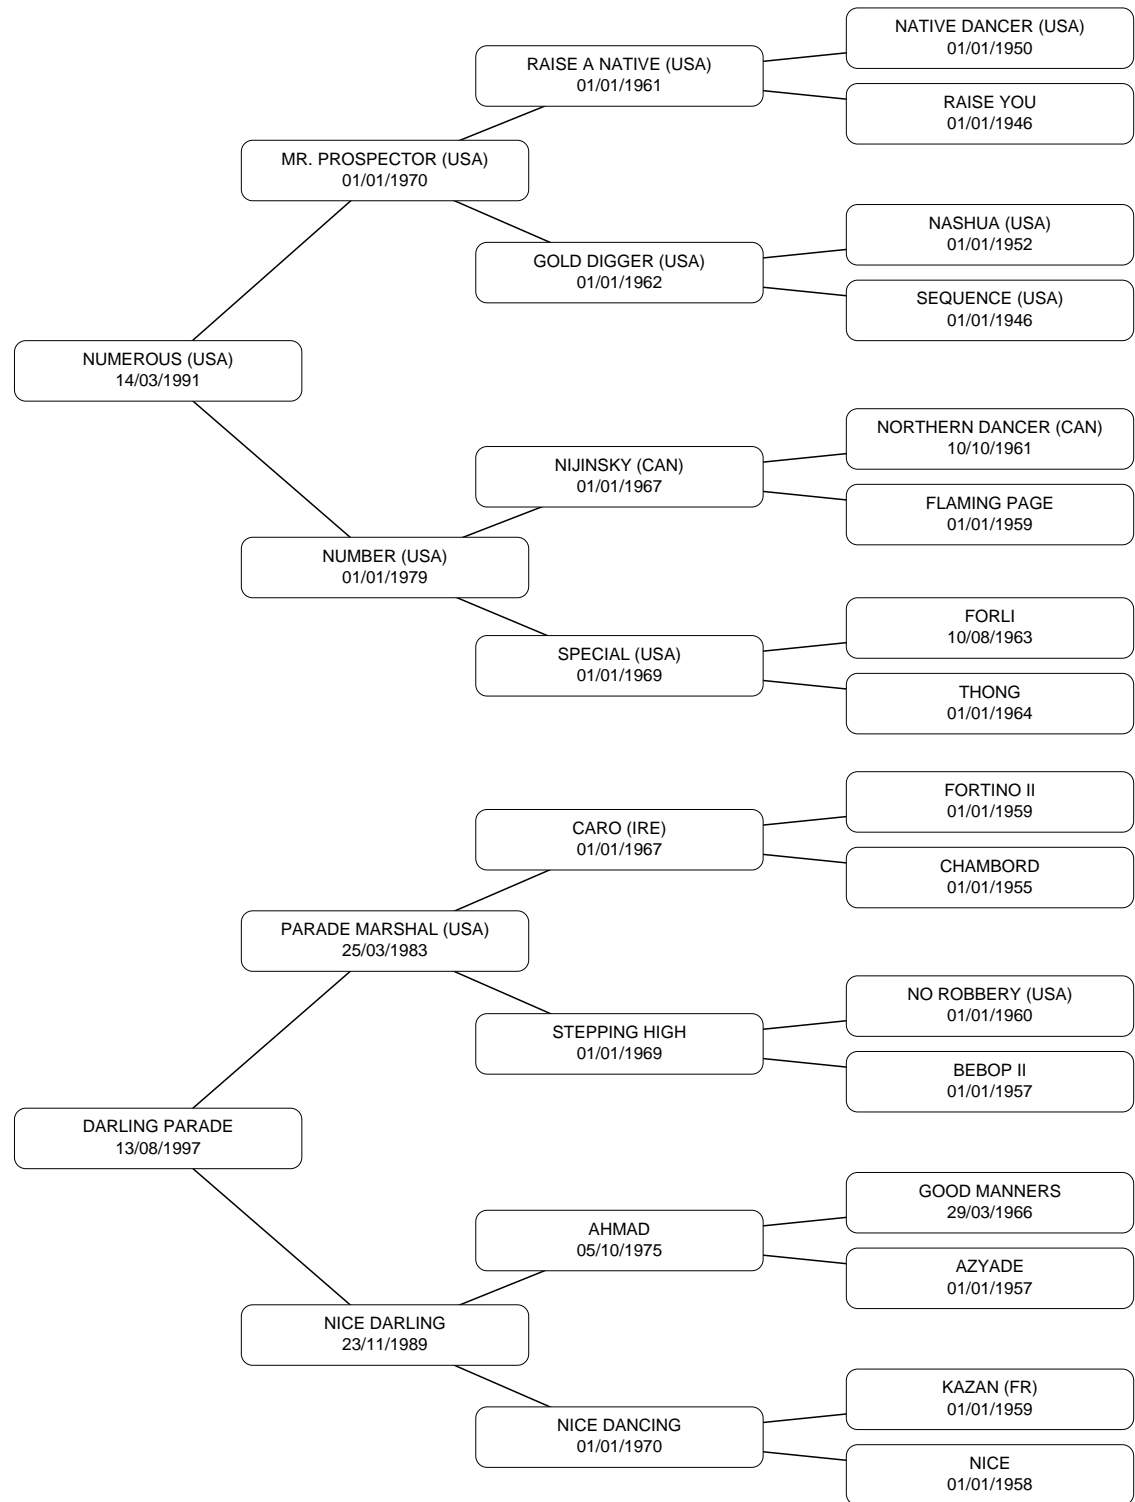 NATIVE DANCER (USA)
01/01/1950
RAISE A NATIVE (USA)
01/01/1961
RAISE YOU
01/01/1946
MR. PROSPECTOR (USA)
01/01/1970
NASHUA (USA)
01/01/1952
GOLD DIGGER (USA)
01/01/1962
SEQUENCE (USA)
01/01/1946
NUMEROUS (USA)
14/03/1991
NORTHERN DANCER (CAN)
10/10/1961
NIJINSKY (CAN)
01/01/1967
FLAMING PAGE
01/01/1959
NUMBER (USA)
01/01/1979
FORLI
10/08/1963
SPECIAL (USA)
01/01/1969
THONG
01/01/1964
FORTINO II
01/01/1959
CARO (IRE)
01/01/1967
CHAMBORD
01/01/1955
PARADE MARSHAL (USA)
25/03/1983
NO ROBBERY (USA)
01/01/1960
STEPPING HIGH
01/01/1969
BEBOP II
01/01/1957
DARLING PARADE
13/08/1997
GOOD MANNERS
29/03/1966
AHMAD
05/10/1975
AZYADE
01/01/1957
NICE DARLING
23/11/1989
KAZAN (FR)
01/01/1959
NICE DANCING
01/01/1970
NICE
01/01/1958